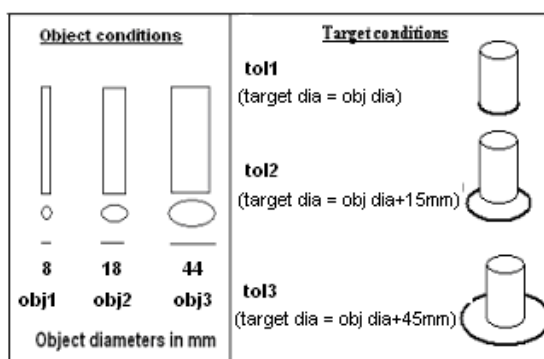 Object conditions
8 18 44
obj1 obj2 obj3
Object diameters in mm
Target conditions
tol1
(target dia = obj dia)
tol2
(target dia = obj dia+15mm)
tol3
(target dia = obj dia+45mm)